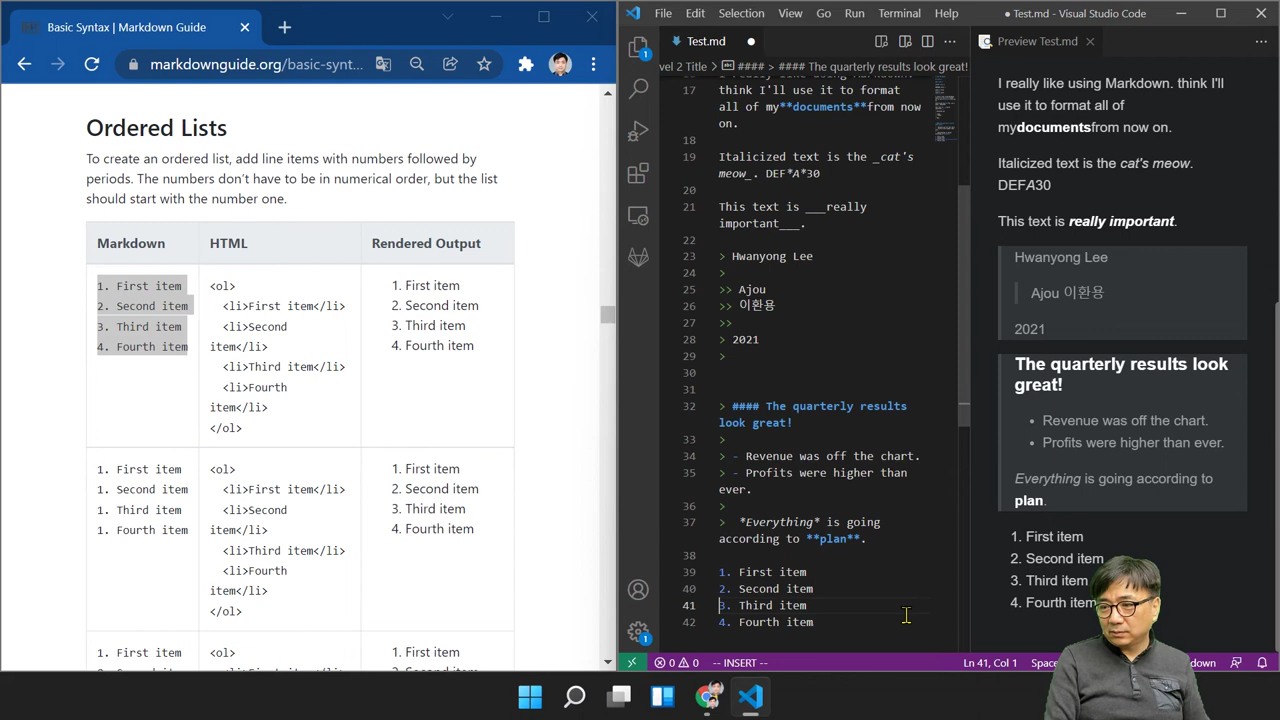 Basic Syntax | Markdown Guide
markdownguide.org/basic-synt...
Ordered Lists
To create an ordered list, add line items with numbers followed by
periods. The numbers don't have to be in numerical order, but the list
should start with the number one.
Markdown HTML Rendered Output
1. First item
2. Second item
3. Third item
4. Fourth item
<ol>
<li>First item</li>
<li>Second
item</li>
<li>Third item</li>
<li>Fourth
item</li>
</ol>
1. First item
2. Second item
3. Third item
4. Fourth item
1. First item
1. Second item
1. Third item
1. Fourth item
<ol>
<li>First item</li>
<li>Second
item</li>
<li>Third item</li>
<li>Fourth
item</li>
</ol>
1. First item
2. Second item
3. Third item
4. Fourth item
1. First item
<ol>
1. First item
File Edit Selection View Go Run Terminal Help
● Test.md - Visual Studio Code
Test.md
Preview Test.md
vel 2 Title > #### > #### The quarterly results look great!
17 think I'll use it to format
all of my**documents**from now
on.
18
19 Italicized text is the _cat's
meow_. DEF*A*30
20
21 This text is ___really
important___.
22
23 > Hwanyong Lee
24 >
25 >> Ajou
26 >> 이환용
27 >>
28 > 2021
29 >
30
31
32 > #### The quarterly results
look great!
33 >
34 > - Revenue was off the chart.
35 > - Profits were higher than
ever.
36 >
37 > *Everything* is going
according to **plan**.
38
39 1. First item
40 2. Second item
41 3. Third item
42 4. Fourth item
I really like using Markdown. think I'll
use it to format all of
mydocumentsfrom now on.
Italicized text is the cat's meow.
DEFA30
This text is really important.
Hwanyong Lee
Ajou 이환용
2021
The quarterly results look
great!
• Revenue was off the chart.
• Profits were higher than ever.
Everything is going according to
plan.
1. First item
2. Second item
3. Third item
4. Fourth item
0 0 -- INSERT -- Ln 41, Col 1
1
1